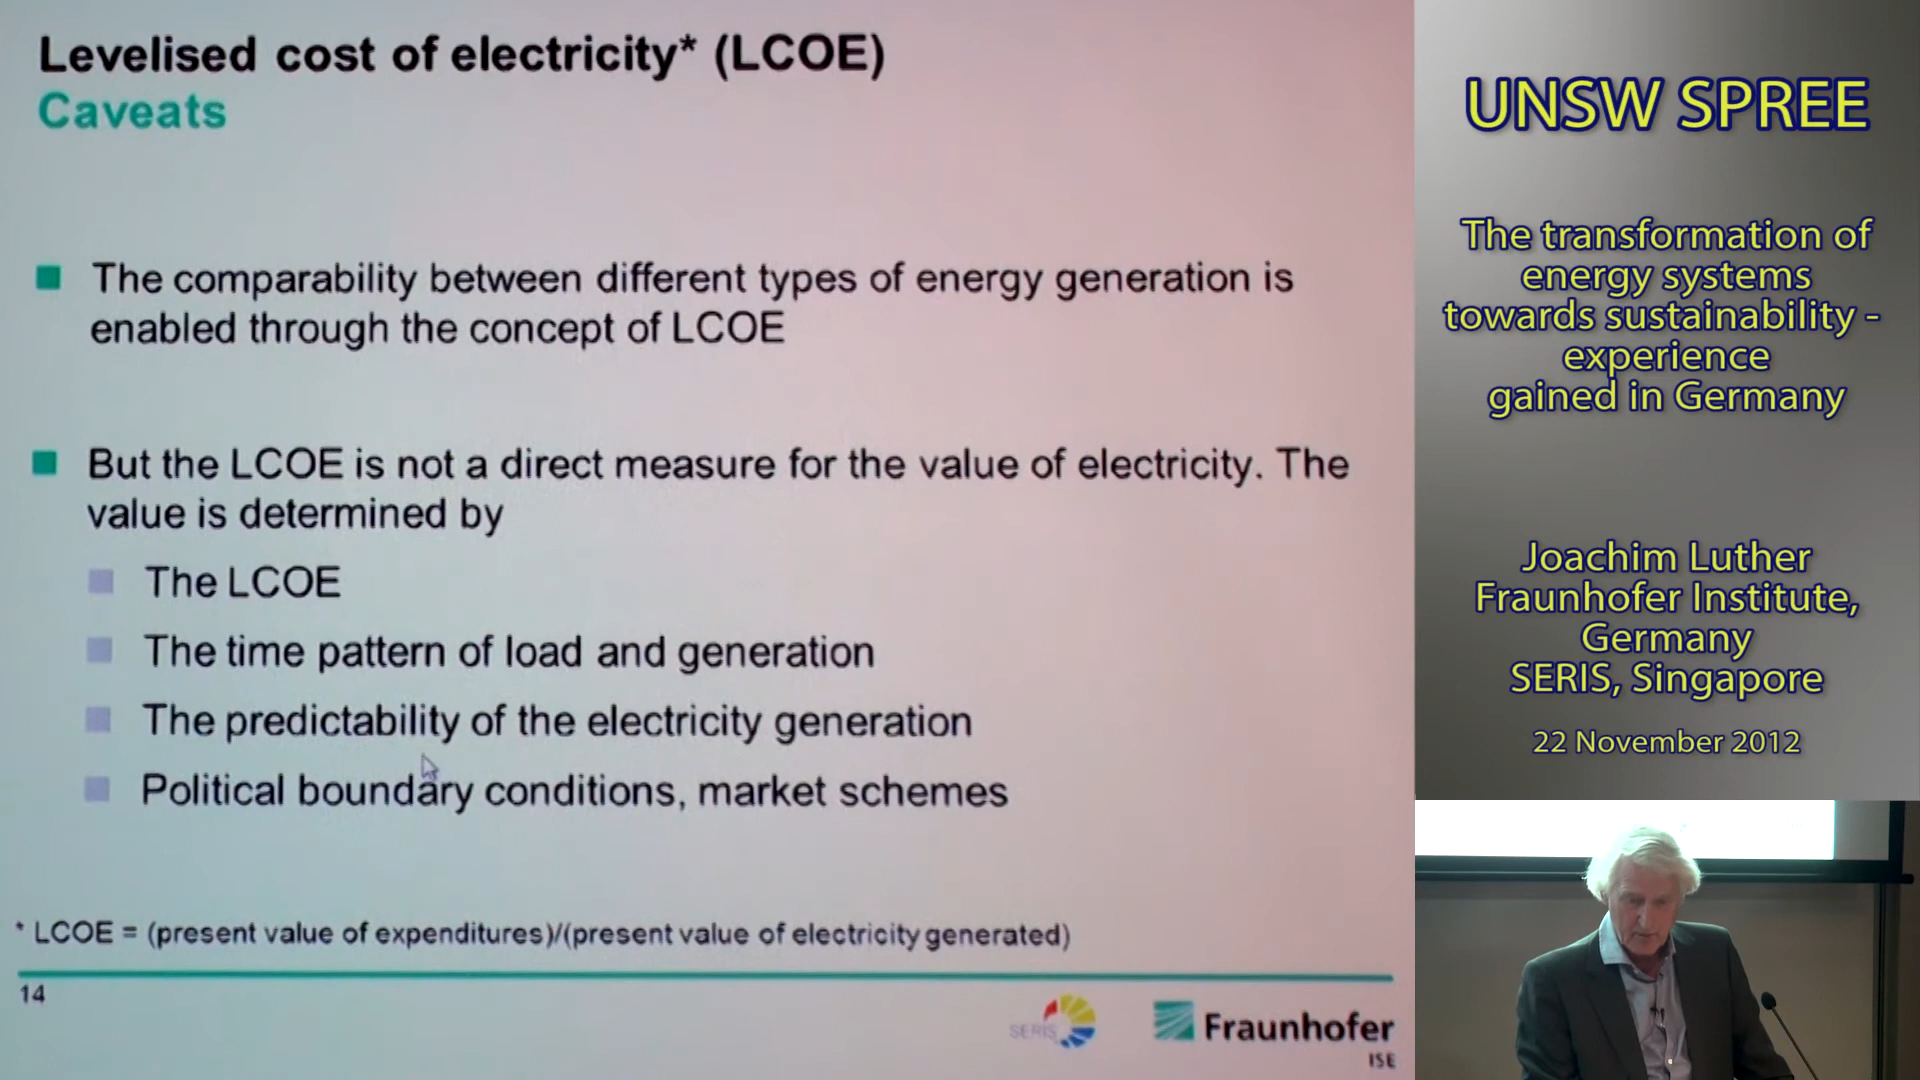 Levelised cost of electricity* (LCOE)
Caveats
The comparability between different types of energy generation is
enabled through the concept of LCOE
But the LCOE is not a direct measure for the value of electricity. The
value is determined by
The LCOE
The time pattern of load and generation
The predictability of the electricity generation
Political boundary conditions, market schemes
* LCOE = (present value of expenditures)/(present value of electricity generated)
14
SERIS
Fraunhofer
ISE
UNSW SPREE
The transformation of
energy systems
towards sustainability -
experience
gained in Germany
Joachim Luther
Fraunhofer Institute,
Germany
SERIS, Singapore
22 November 2012